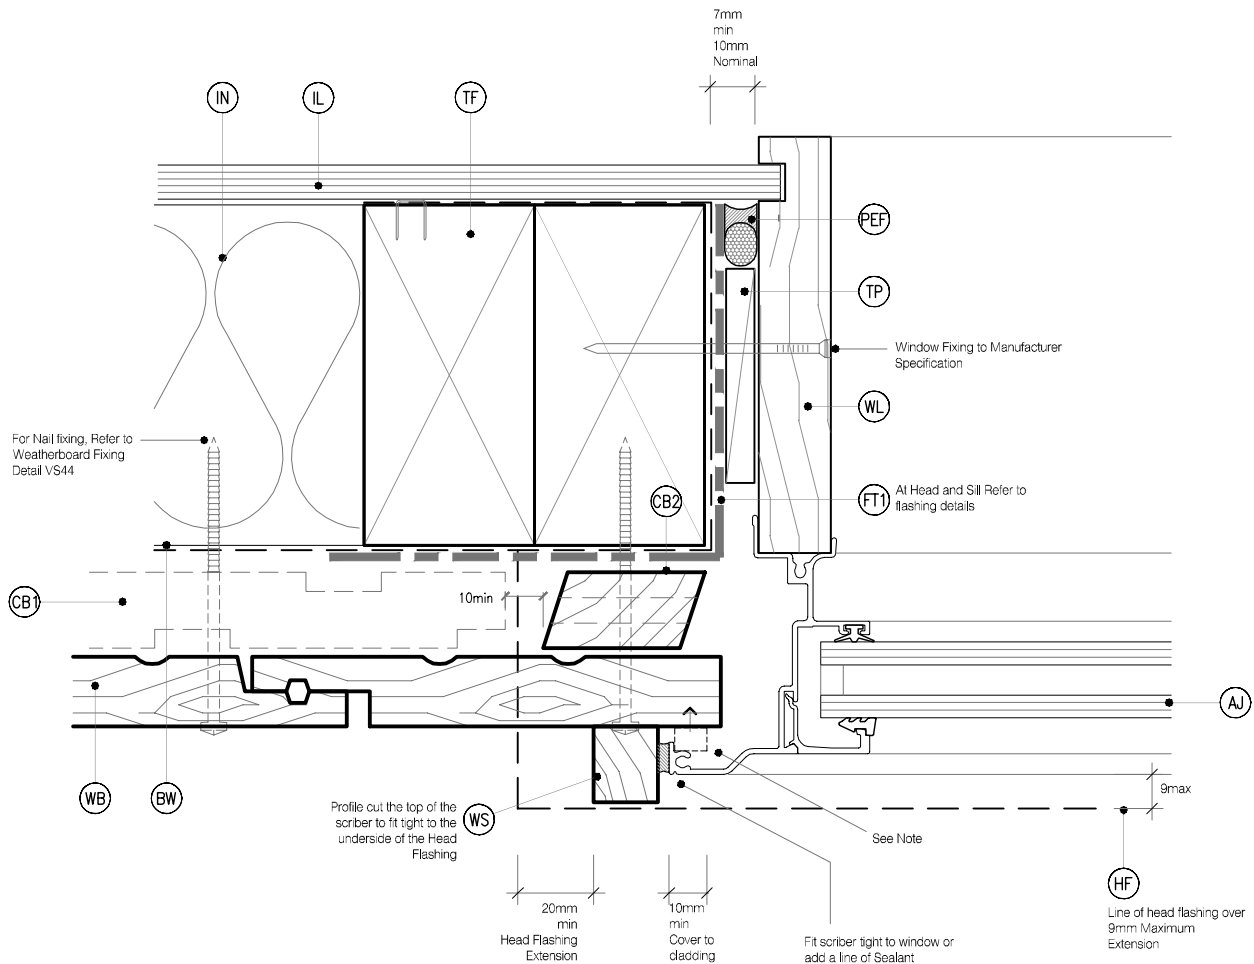 7mm
min
10mm
Nominal
IN
IL
TF
PEF
TP
Window Fixing to Manufacturer
Specification
WL
For Nail fixing, Refer to
Weatherboard Fixing
Detail VS44
CB2
FT1
At Head and Sill Refer to
flashing details
CB1
10min
AJ
WB
BW
Profile cut the top of the
scriber to fit tight to the
underside of the Head
Flashing
WS
9max
See Note
HF
Line of head flashing over
9mm Maximum
Extension
20mm
min
Head Flashing
Extension
10mm
min
Cover to
cladding
Fit scriber tight to window or
add a line of Sealant